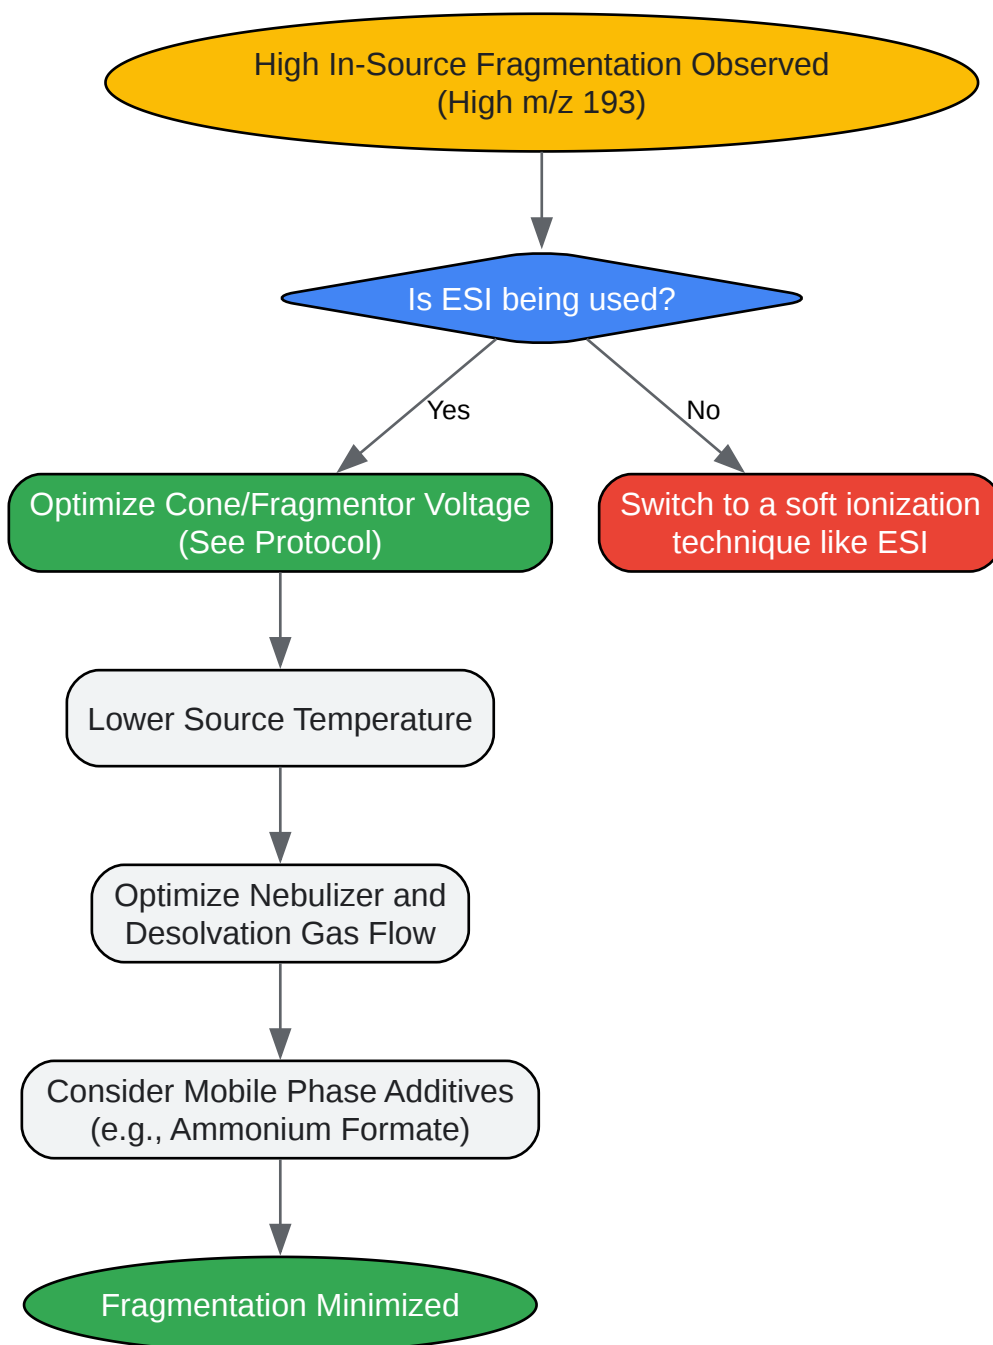 High In-Source Fragmentation Observed
(High m/z 193)
Is ESI being used?
Yes
No
Optimize Cone/Fragmentor Voltage
(See Protocol)
Switch to a soft ionization
technique like ESI
Lower Source Temperature
Optimize Nebulizer and
Desolvation Gas Flow
Consider Mobile Phase Additives
(e.g., Ammonium Formate)
Fragmentation Minimized